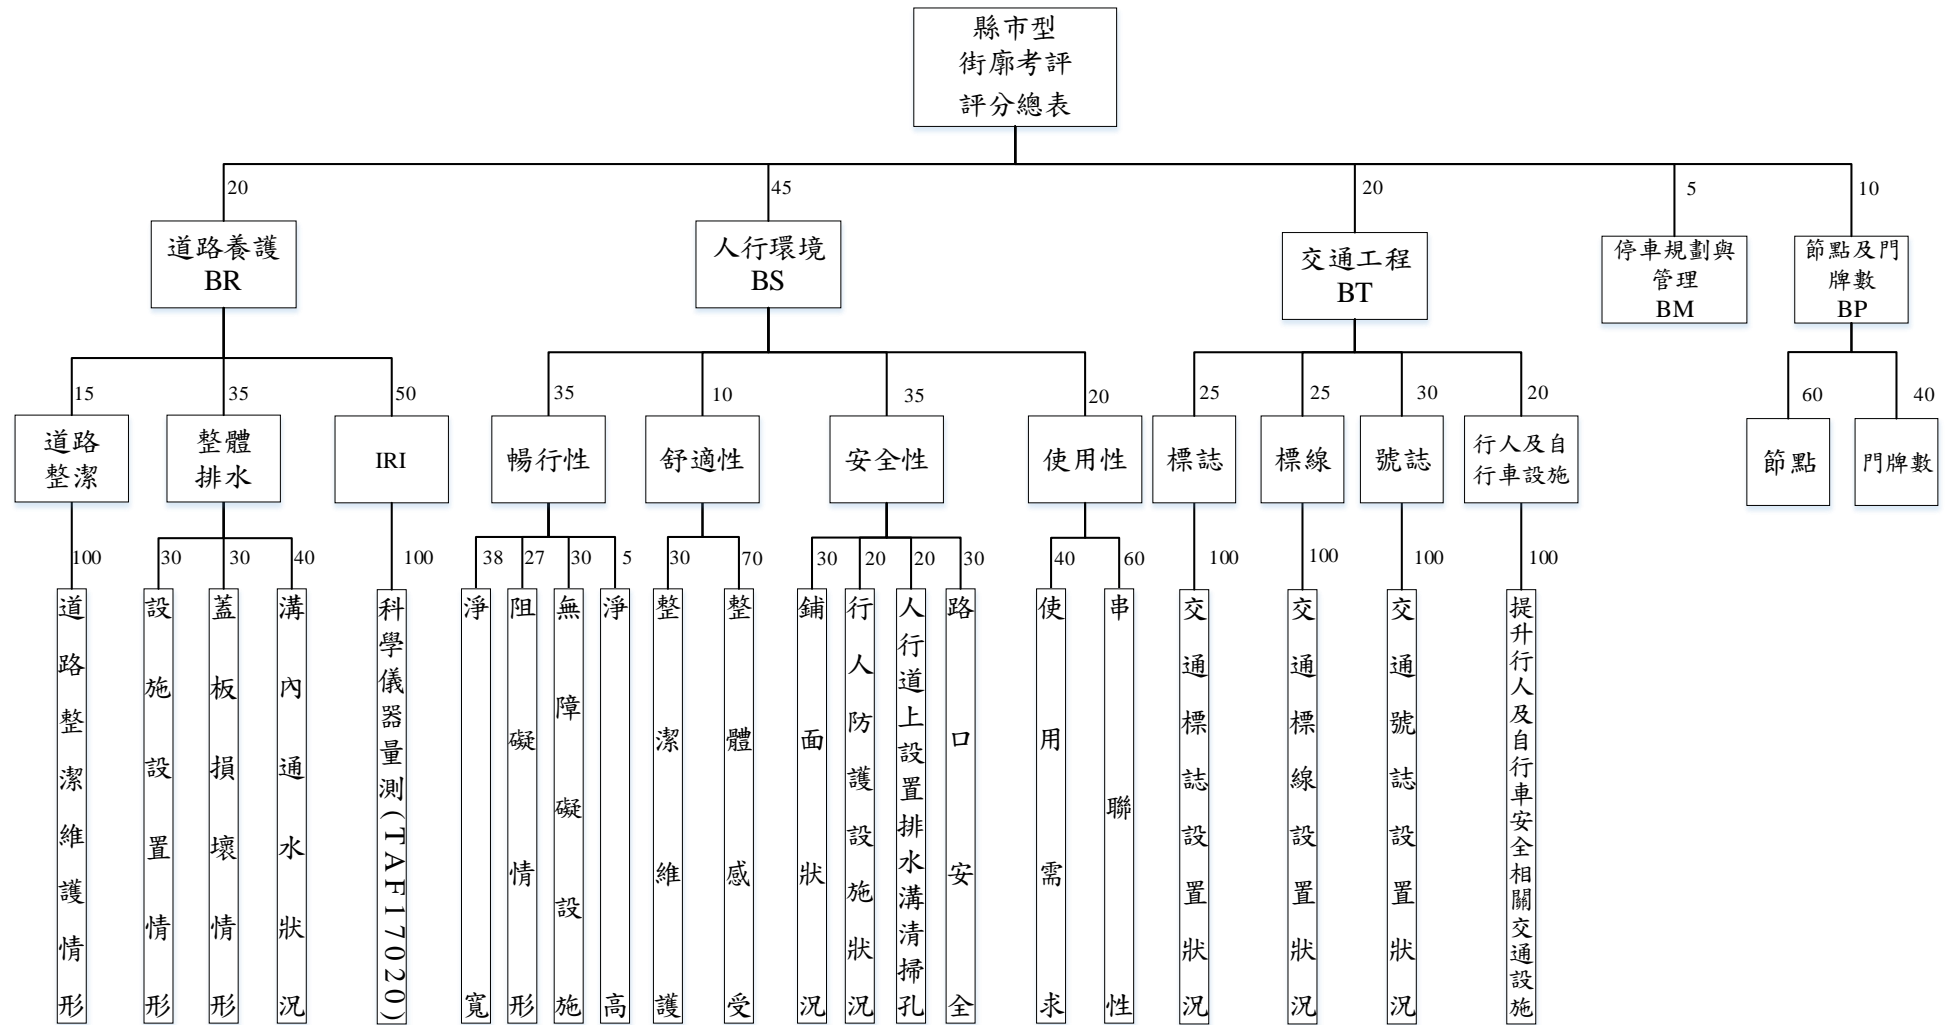 縣市型
街廓考評
評分總表
20
45
20
5
10
道路養護
BR
人行環境
BS
交通工程
BT
停車規劃與
管理
BM
節點及門
牌數
BP
15
35
50
35
10
35
20
25
25
30
20
60
40
道路
整潔
整體
排水
IRI
暢行性
舒適性
安全性
使用性
標誌
標線
號誌
行人及自
行車設施
節點
門牌數
100
30
30
40
100
38
27
30
5
30
70
30
20
20
30
40
60
100
100
100
100
道路整潔維護情形
設施設置情形
蓋板損壞情形
溝內通水狀況
科學儀器量測(TAF17020)
淨寬
阻礙情形
無障礙設施
淨高
整潔維護
整體感受
鋪面狀況
行人防護設施狀況
人行道上設置排水溝清掃孔
路口安全
使用需求
串聯性
交通標誌設置狀況
交通標線設置狀況
交通號誌設置狀況
提升行人及自行車安全相關交通設施